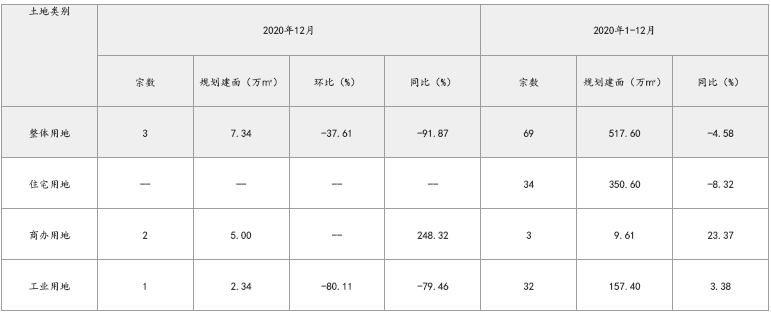 土地类别 2020年12月 2020年1-12月
宗数 规划建面（万㎡） 环比（%） 同比（%） 宗数 规划建面（万㎡） 同比（%）
整体用地 3 7.34 -37.61 -91.87 69 517.60 -4.58
住宅用地 —— —— —— —— 34 350.60 -8.32
商办用地 2 5.00 —— 248.32 3 9.61 23.37
工业用地 1 2.34 -80.11 -79.46 32 157.40 3.38